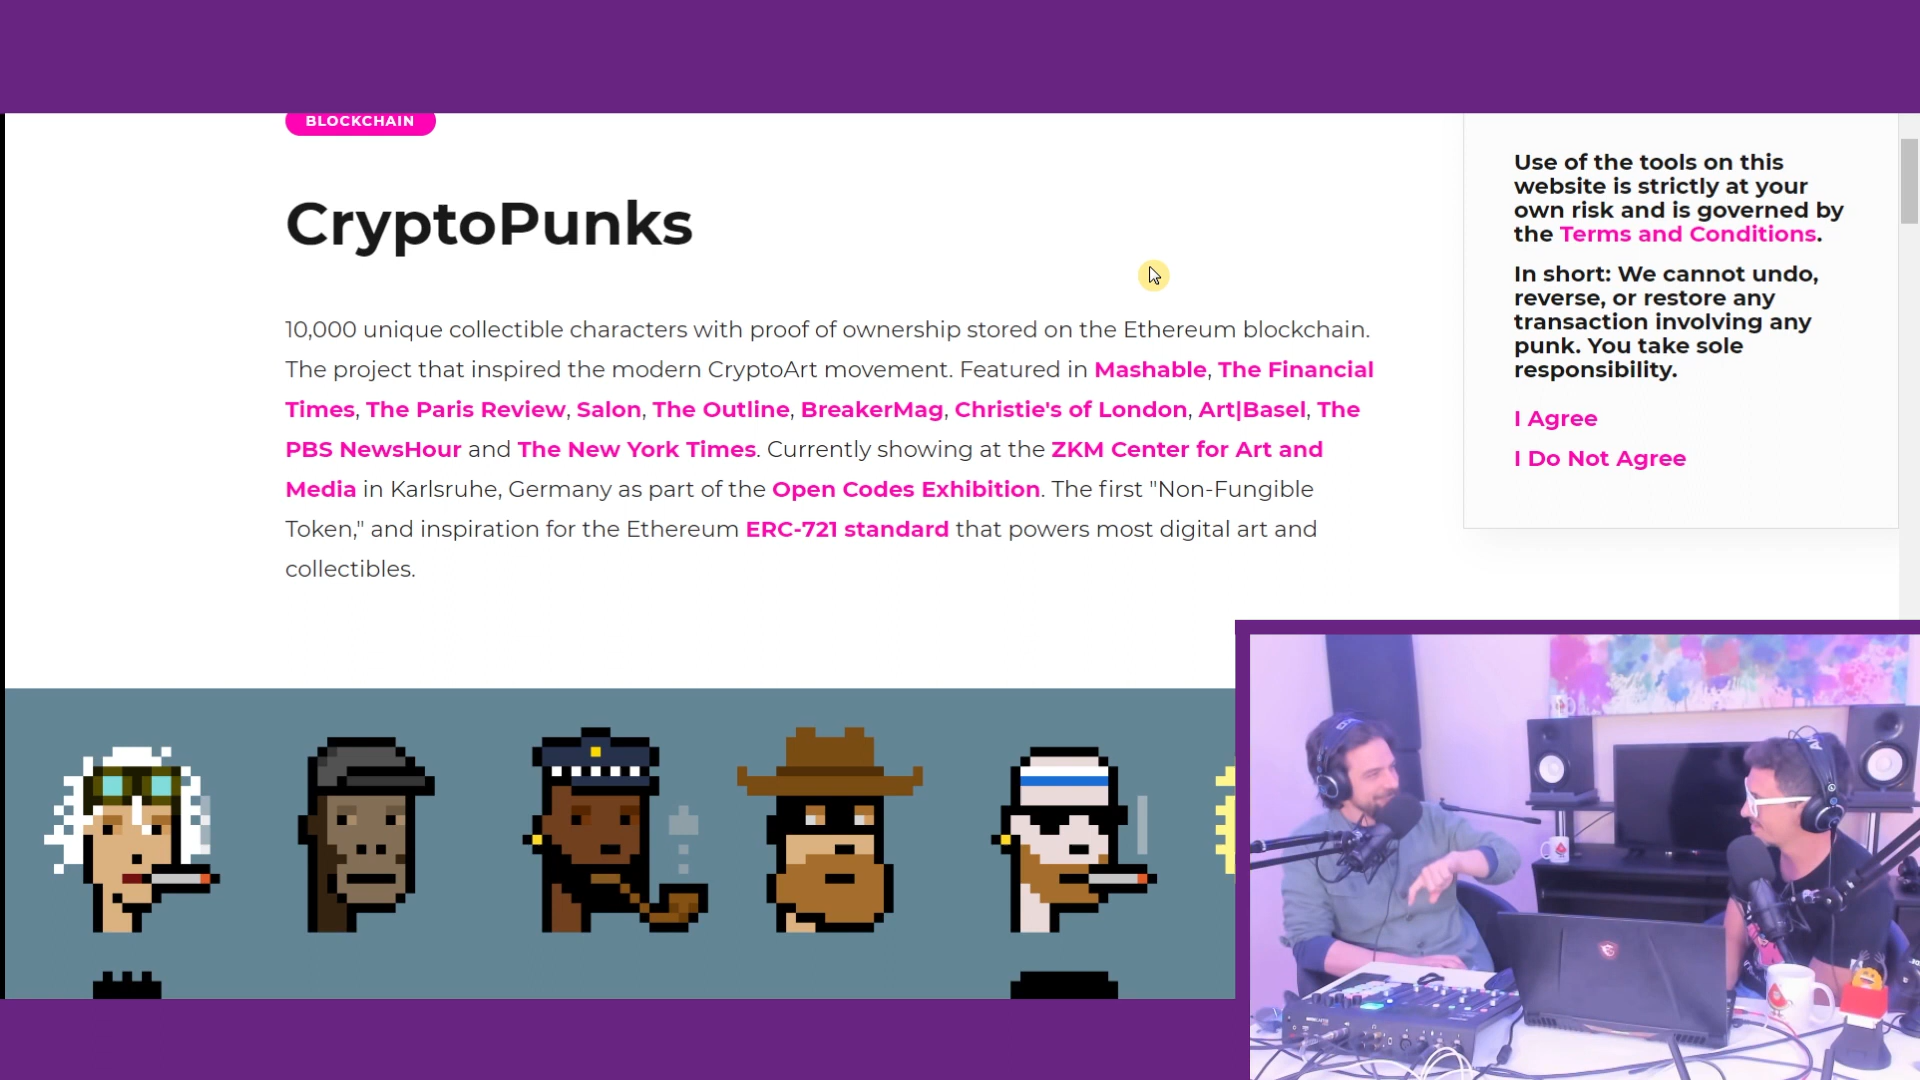 BLOCKCHAIN
CryptoPunks
10,000 unique collectible characters with proof of ownership stored on the Ethereum blockchain.
The project that inspired the modern CryptoArt movement. Featured in Mashable, The Financial
Times, The Paris Review, Salon, The Outline, BreakerMag, Christie's of London, Art|Basel, The
PBS NewsHour and The New York Times. Currently showing at the ZKM Center for Art and
Media in Karlsruhe, Germany as part of the Open Codes Exhibition. The first "Non-Fungible
Token," and inspiration for the Ethereum ERC-721 standard that powers most digital art and
collectibles.
Use of the tools on this
website is strictly at your
own risk and is governed by
the Terms and Conditions.
In short: We cannot undo,
reverse, or restore any
transaction involving any
punk. You take sole
responsibility.
I Agree
I Do Not Agree